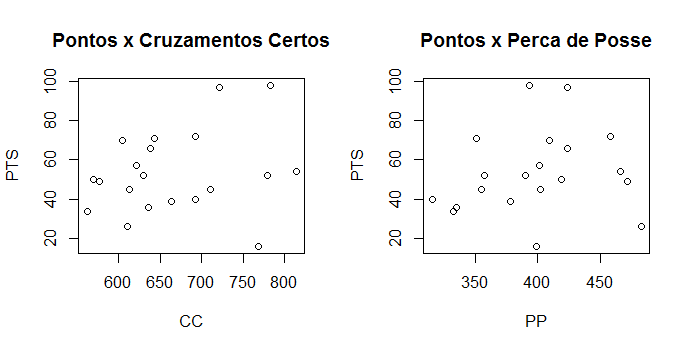 Pontos x Cruzamentos Certos
PTS
100
80
60
40
20
600 650 700 750 800
CC
Pontos x Perca de Posse
PTS
100
80
60
40
20
350 400 450
PP